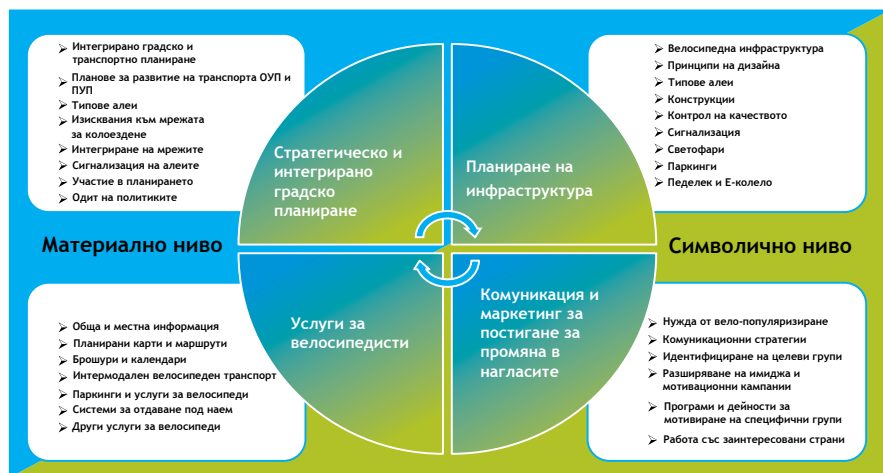 Интегрирано градско и
транспортно планиране
Планове за развитие на транспорта ОУП и
ПУП
Типове алеи
Изисквания към мрежата
за колоездене
Интегриране на мрежите
Сигнализация на алеите
Участие в планирането
Одит на политиките
Стратегическо и
интегрирано
градско
планиране
Планиране на
инфраструктура
Велосипедна инфраструктура
Принципи на дизайна
Типове алеи
Конструкции
Контрол на качеството
Сигнализация
Светофари
Паркинги
Педелек и Е-колело
Материално ниво
Символично ниво
Обща и местна информация
Планирани карти и маршрути
Брошури и календари
Интермодален велосипеден транспорт
Паркинги и услуги за велосипеди
Системи за отдаване под наем
Други услуги за велосипеди
Услуги за
велосипедисти
Комуникация и
маркетинг за
постигане за
промяна в
нагласите
Нужда от вело-популяризиране
Комуникационни стратегии
Идентифициране на целеви групи
Разширяване на имиджа и
мотивационни кампании
Програми и дейности за
мотивиране на специфични групи
Работа със заинтересовани страни